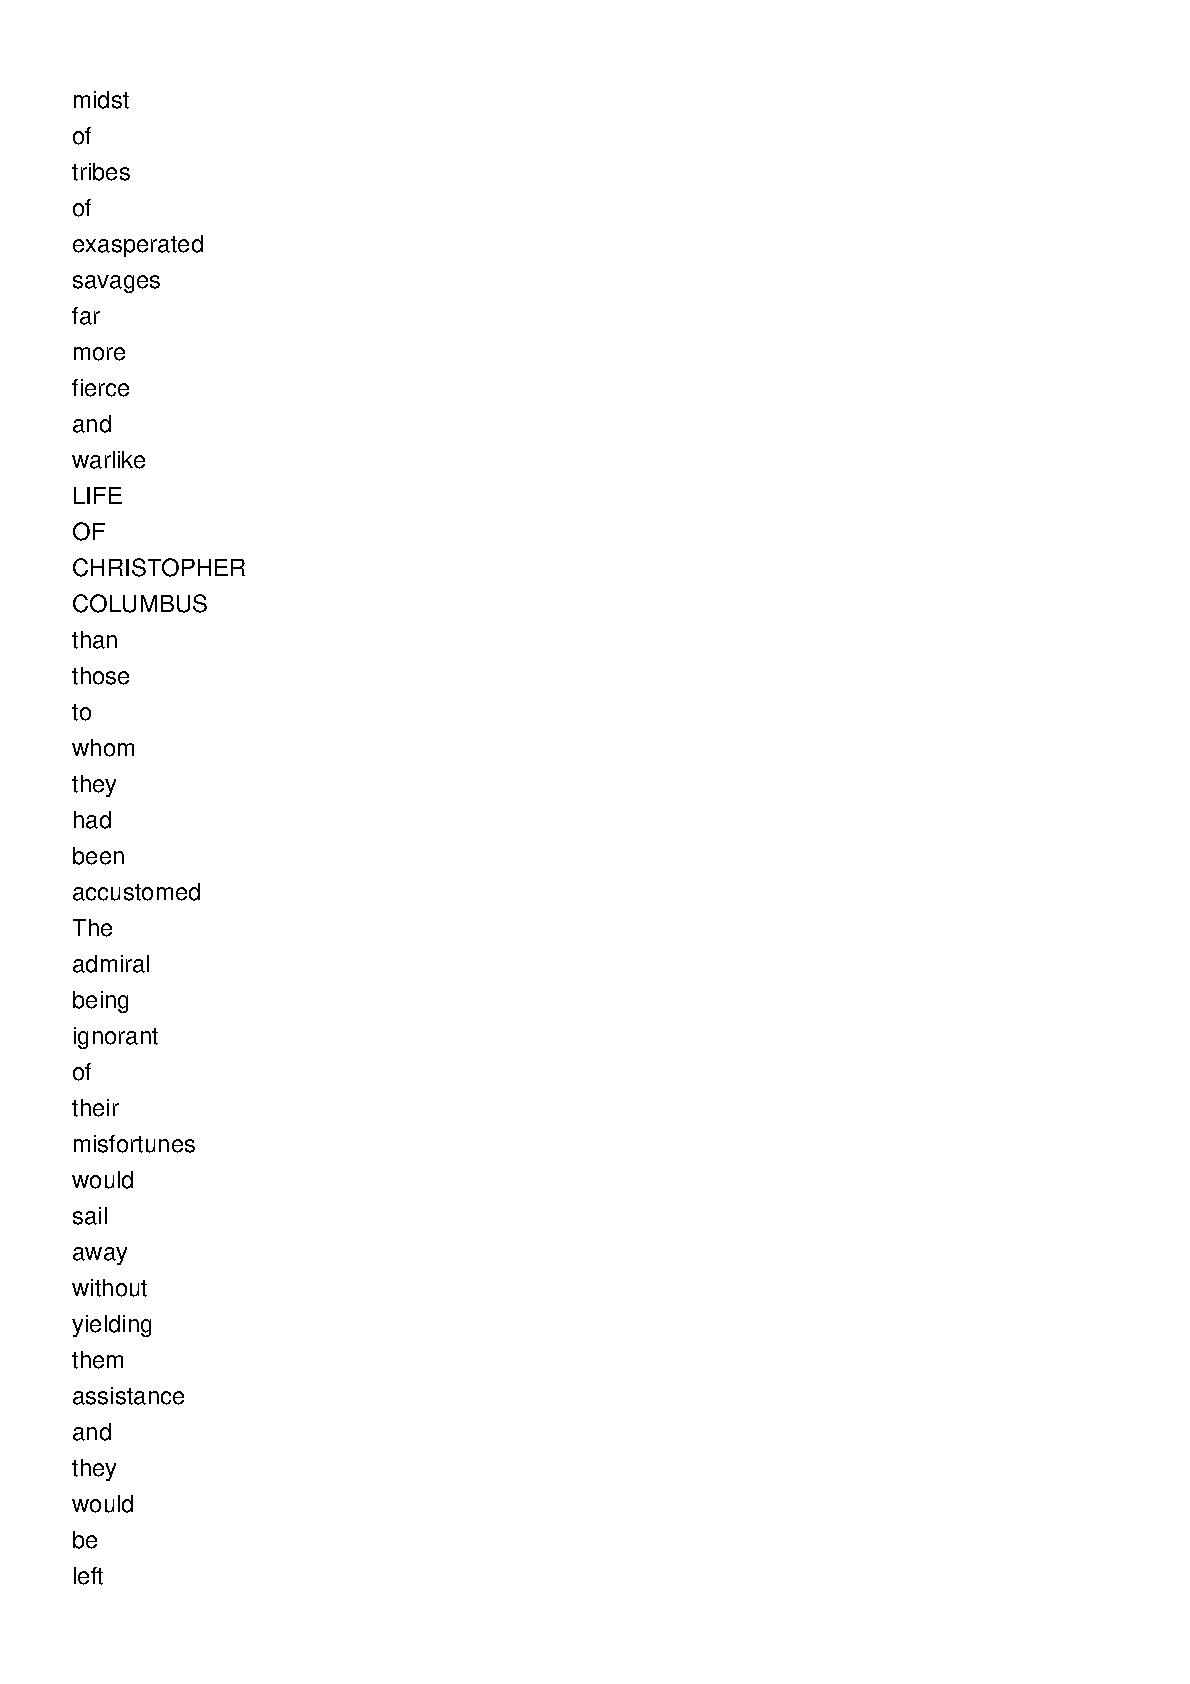 midst
of
tribes
of
exasperated
savages
far
more
fierce
and
warlike
LIFE
OF
CHRISTOPHER
COLUMBUS
than
those
to
whom
they
had
been
accustomed
The
admiral
being
ignorant
of
their
misfortunes
would
sail
away
without
yielding
them
assistance
and
they
would
be
left